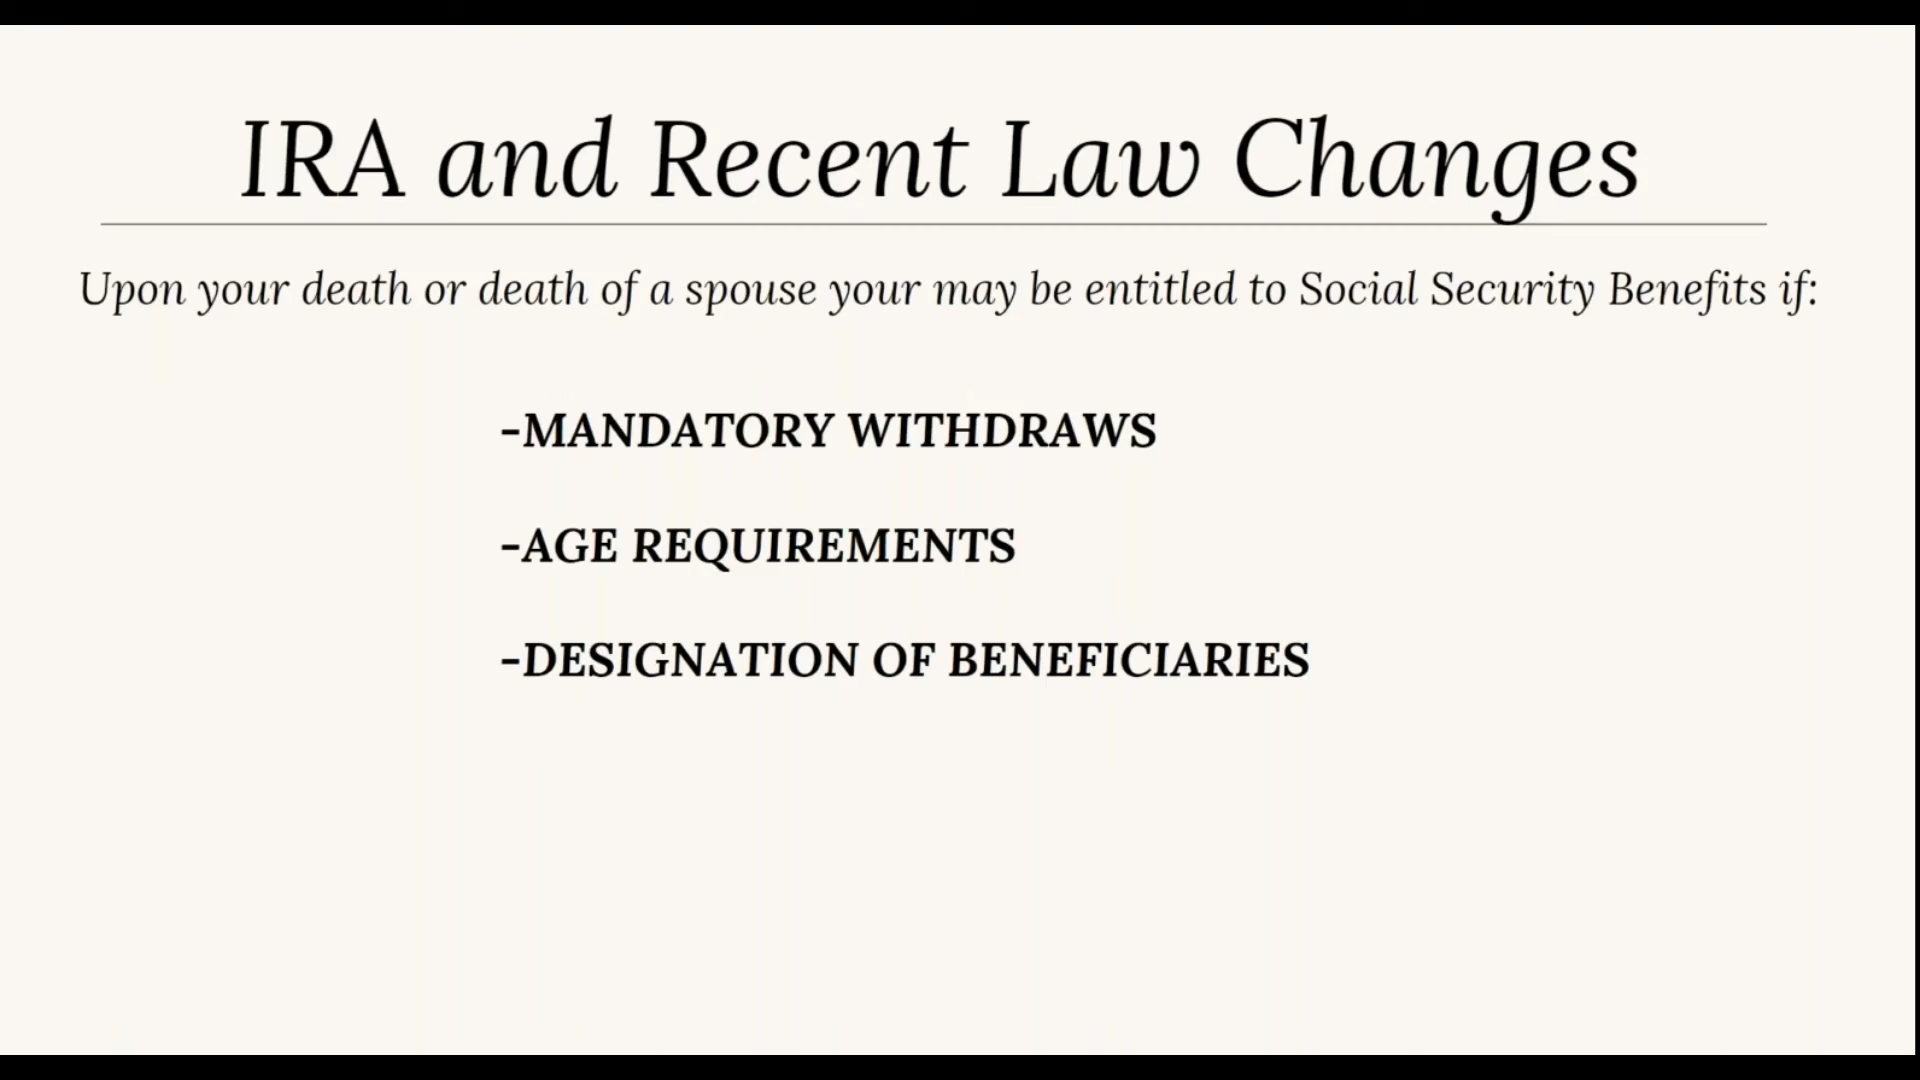 IRA and Recent Law Changes
Upon your death or death of a spouse your may be entitled to Social Security Benefits if:
-MANDATORY WITHDRAWS
-AGE REQUIREMENTS
-DESIGNATION OF BENEFICIARIES